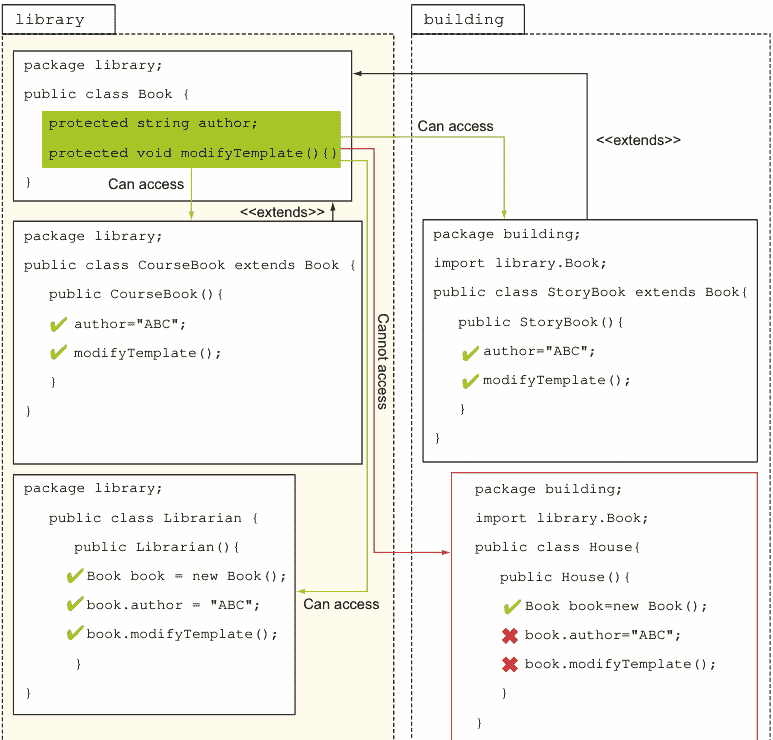 library
package library;
public class Book {
protected string author;
protected void modifyTemplate(){}
}
Can access
<<extends>>
package library;
public class CourseBook extends Book {
public CourseBook(){
author="ABC";
modifyTemplate();
}
}
package library;
public class Librarian {
public Librarian(){
Book book = new Book();
book.author = "ABC";
book.modifyTemplate();
}
}
Can access
Cannot access
building
Can access
<<extends>>
package building;
import library.Book;
public class StoryBook extends Book{
public StoryBook(){
author="ABC";
modifyTemplate();
}
}
package building;
import library.Book;
public class House{
public House(){
Book book=new Book();
book.author="ABC";
book.modifyTemplate();
}
}